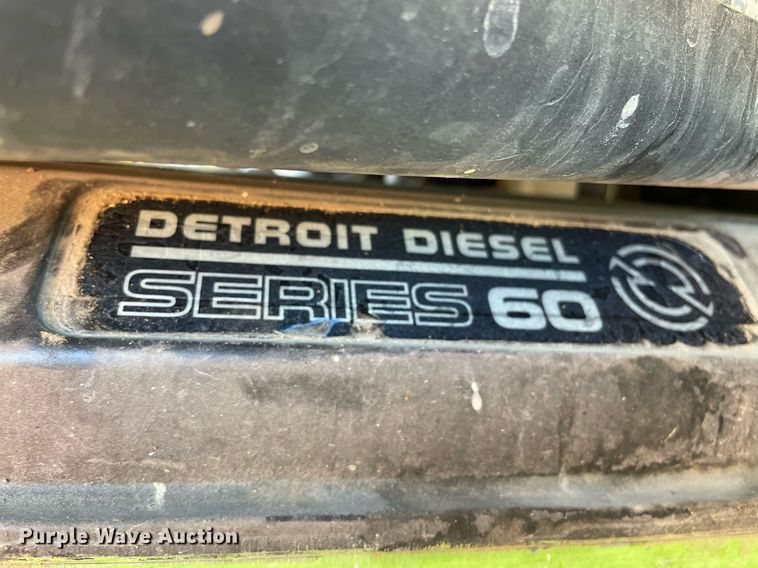 DETROIT DIESEL
SERIES 60
Purple Wave Auction